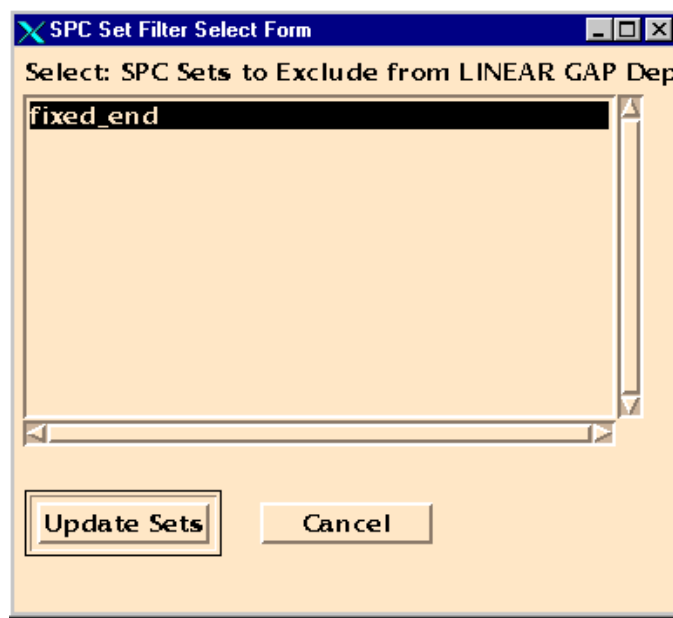 SPC Set Filter Select Form
Select: SPC Sets to Exclude from LINEAR GAP Dep
fixed_end
Update Sets
Cancel